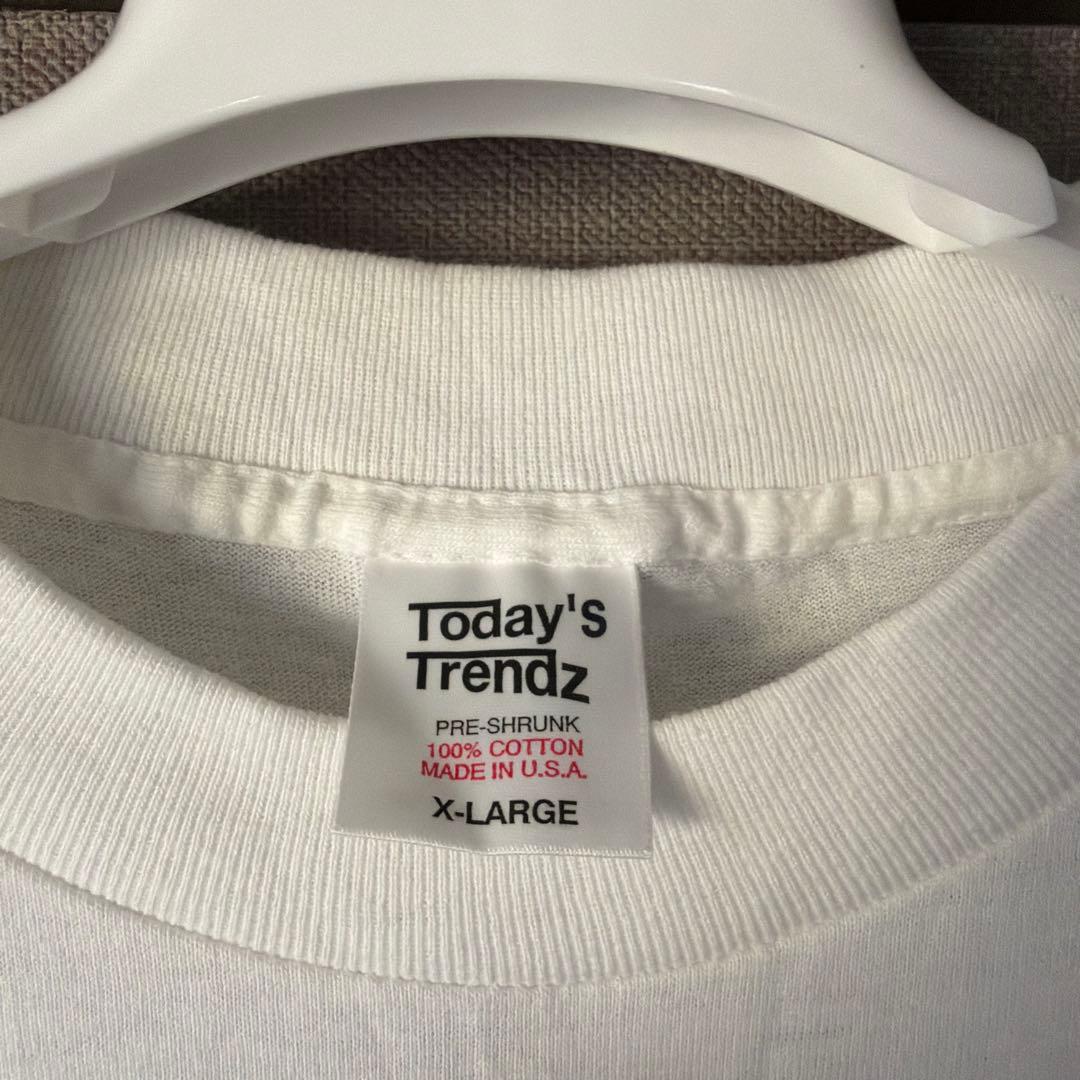 Today's
Trendz
PRE-SHRUNK
100% COTTON
MADE IN U.S.A.
X-LARGE